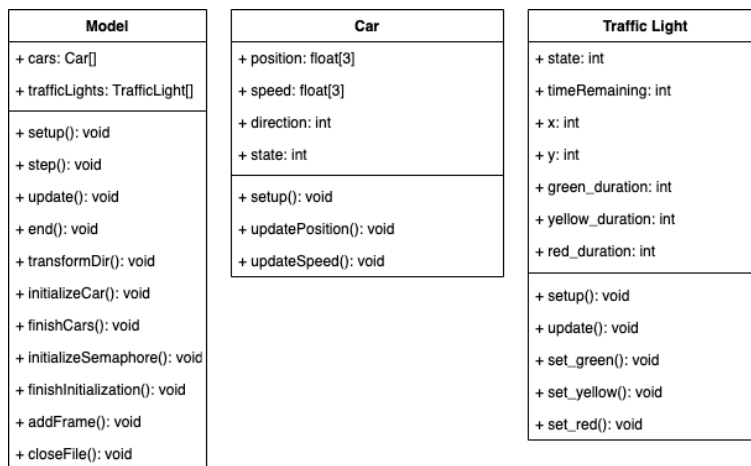 Model
+ cars: Car[]
+ trafficLights: TrafficLight[]
+ setup(): void
+ step(): void
+ update(): void
+ end(): void
+ transformDir(): void
+ initializeCar(): void
+ finishCars(): void
+ initializeSemaphore(): void
+ finishInitialization(): void
+ addFrame(): void
+ closeFile(): void
Car
+ position: float[3]
+ speed: float[3]
+ direction: int
+ state: int
+ setup(): void
+ updatePosition(): void
+ updateSpeed(): void
Traffic Light
+ state: int
+ timeRemaining: int
+ x: int
+ y: int
+ green_duration: int
+ yellow_duration: int
+ red_duration: int
+ setup(): void
+ update(): void
+ set_green(): void
+ set_yellow(): void
+ set_red(): void